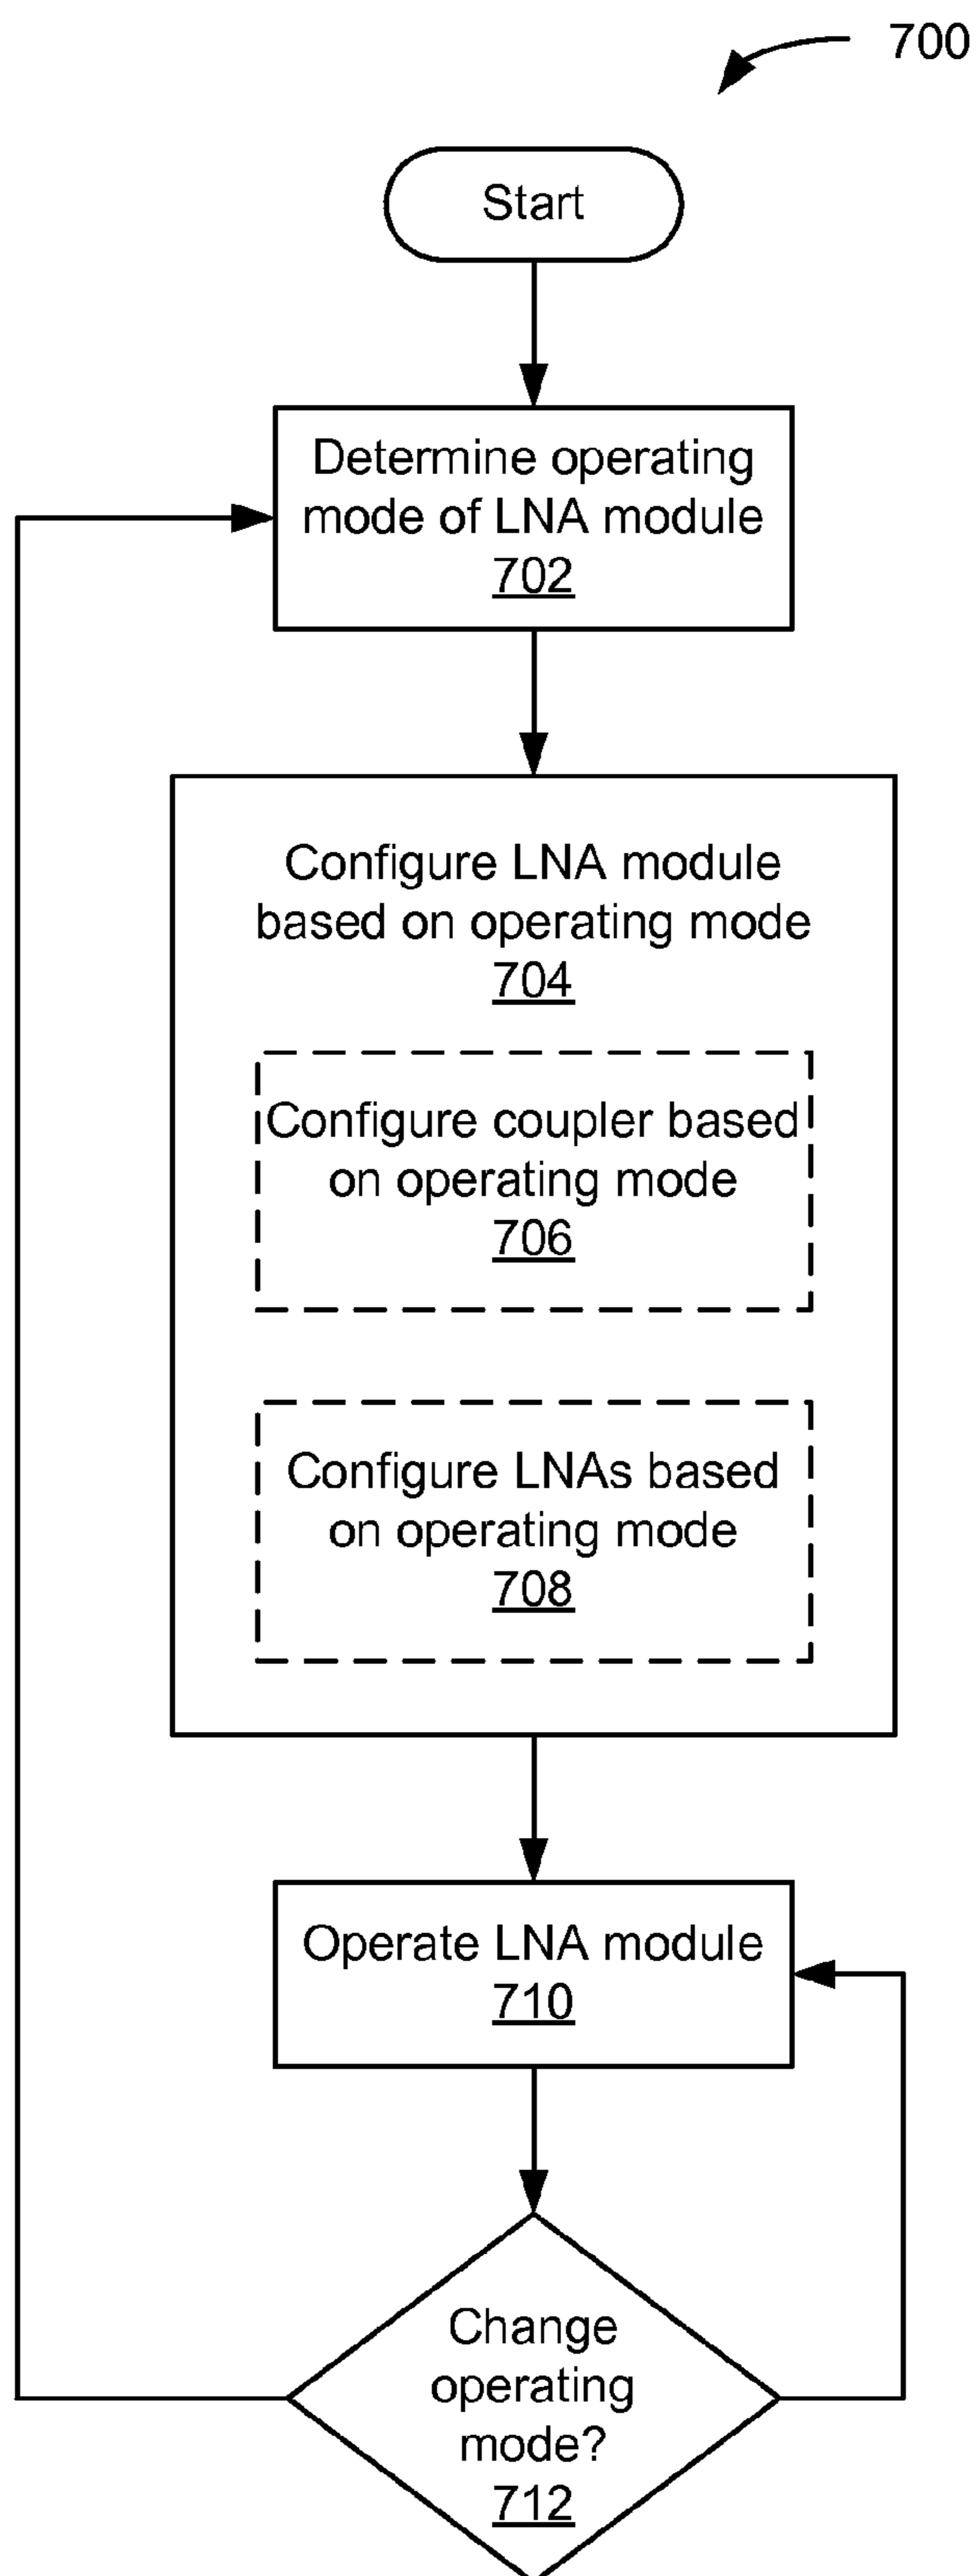 700
Start
Determine operating
mode of LNA module
702
Configure LNA module
based on operating mode
704
Configure coupler based
on operating mode
706
Configure LNAs based
on operating mode
708
Operate LNA module
710
Change
operating
mode?
712